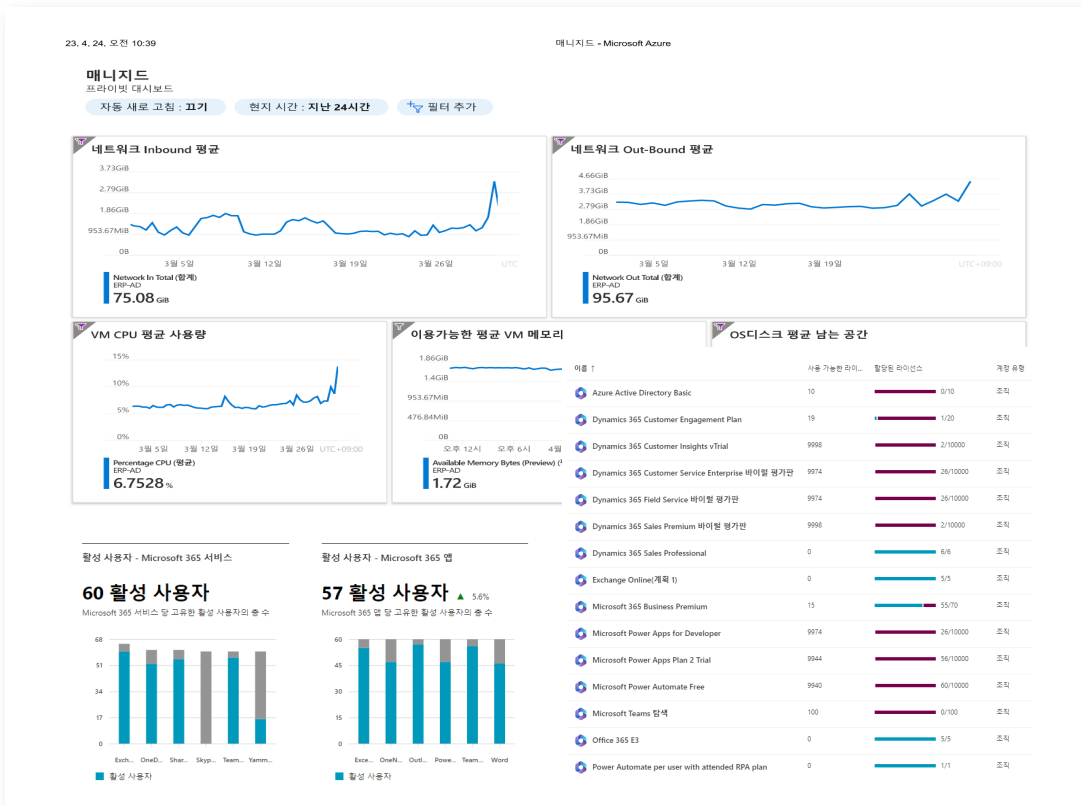 23. 4. 24. 오전 10:39
매니지드 - Microsoft Azure
매니지드
프라이빗 대시보드
자동 새로 고침 : 끄기
현지 시간 : 지난 24시간
필터 추가
네트워크 Inbound 평균
3.73GiB
2.79GiB
1.86GiB
953.67MiB
0B
3월 5일 3월 12일 3월 19일 3월 26일 UTC
Network In Total (합계)
ERP-AD
75.08 GiB
네트워크 Out-Bound 평균
4.66GiB
3.73GiB
2.79GiB
1.86GiB
953.67MiB
0B
3월 5일 3월 12일 3월 19일 UTC+09:00
Network Out Total (합계)
ERP-AD
95.67 GiB
VM CPU 평균 사용량
15%
10%
5%
0%
3월 5일 3월 12일 3월 19일 3월 26일 UTC+09:00
Percentage CPU (평균)
ERP-AD
6.7528 %
이용가능한 평균 VM 메모리
1.86GiB
1.4GiB
953.67MiB
476.84MiB
0B
오후 12시 오후 6시 4월
Available Memory Bytes (Preview)
ERP-AD
1.72 GiB
OS디스크 평균 남는 공간
이름 ↑ 사용 가능한 라이... 할당된 라이선스 계정 유형
Azure Active Directory Basic 10 0/10 조직
Dynamics 365 Customer Engagement Plan 19 1/20 조직
Dynamics 365 Customer Insights vTrial 9998 2/10000 조직
Dynamics 365 Customer Service Enterprise 바이럴 평가판 9974 26/10000 조직
Dynamics 365 Field Service 바이럴 평가판 9974 26/10000 조직
Dynamics 365 Sales Premium 바이럴 평가판 9998 2/10000 조직
Dynamics 365 Sales Professional 0 6/6 조직
Exchange Online(계획 1) 0 5/5 조직
Microsoft 365 Business Premium 15 55/70 조직
Microsoft Power Apps for Developer 9974 26/10000 조직
Microsoft Power Apps Plan 2 Trial 9944 56/10000 조직
Microsoft Power Automate Free 9940 60/10000 조직
Microsoft Teams 탐색 100 0/100 조직
Office 365 E3 0 5/5 조직
Power Automate per user with attended RPA plan 0 1/1 조직
활성 사용자 - Microsoft 365 서비스
60 활성 사용자
Microsoft 365 서비스 당 고유한 활성 사용자의 총 수
68
51
34
17
0
Exch... OneD... Shar... Skyp... Team... Yamm...
활성 사용자
활성 사용자 - Microsoft 365 앱
57 활성 사용자 ▲ 5.6%
Microsoft 365 앱 당 고유한 활성 사용자의 총 수
60
45
30
15
0
Exce... OneN... Outl... Powe... Team... Word
활성 사용자